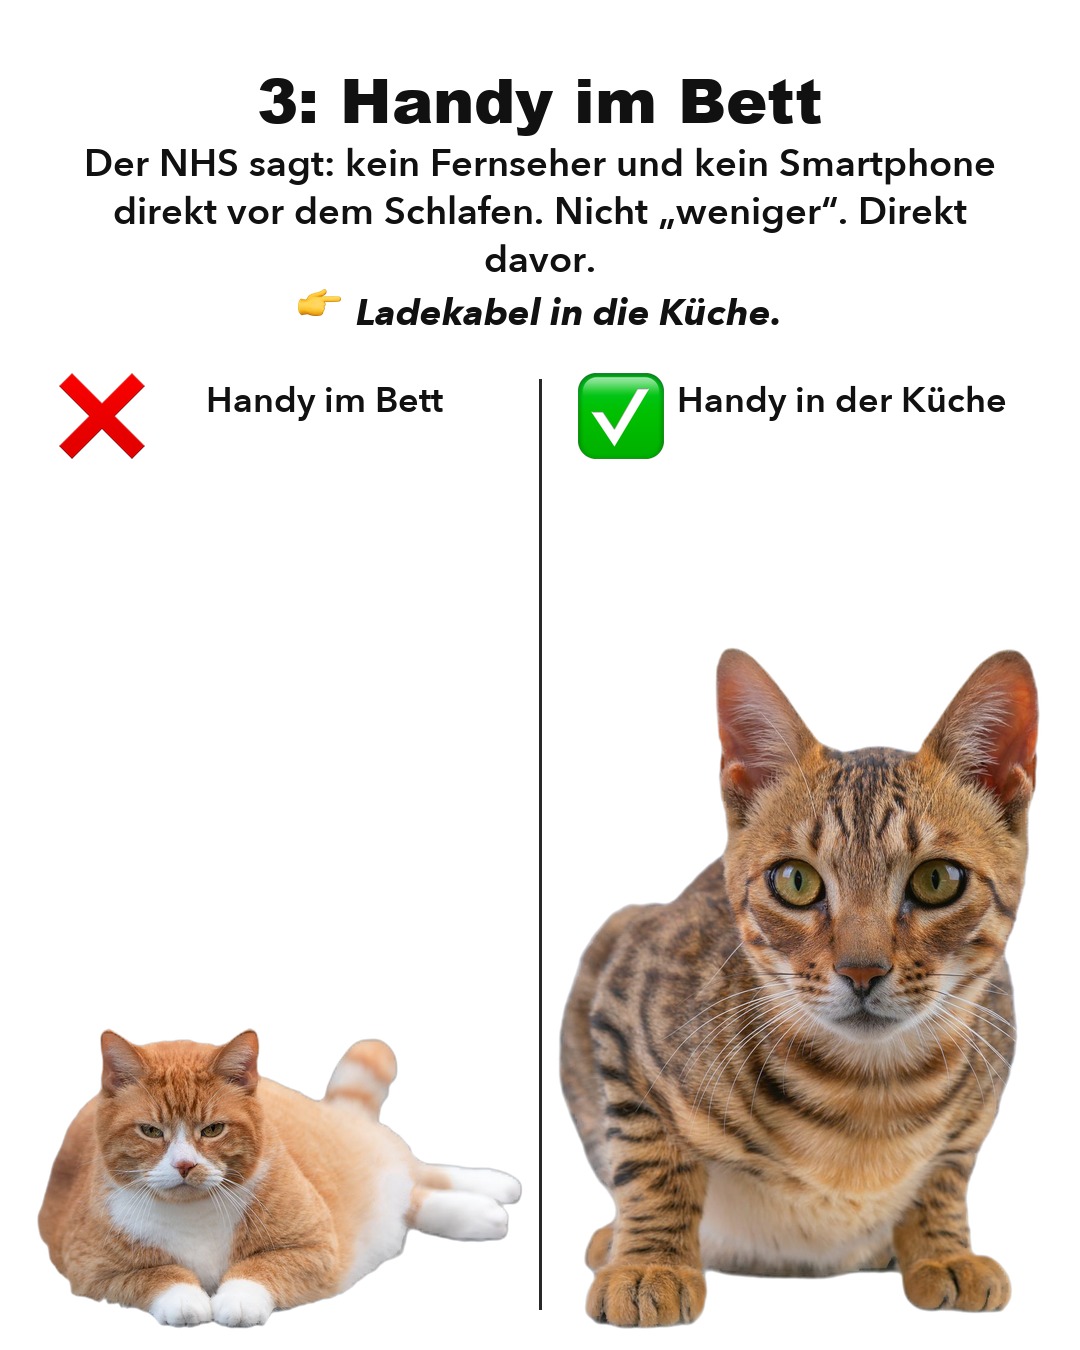 3: Handy im Bett
Der NHS sagt: kein Fernseher und kein Smartphone
direkt vor dem Schlafen. Nicht „weniger“. Direkt
davor.
👉 Ladekabel in die Küche.
❌ Handy im Bett
✅ Handy in der Küche